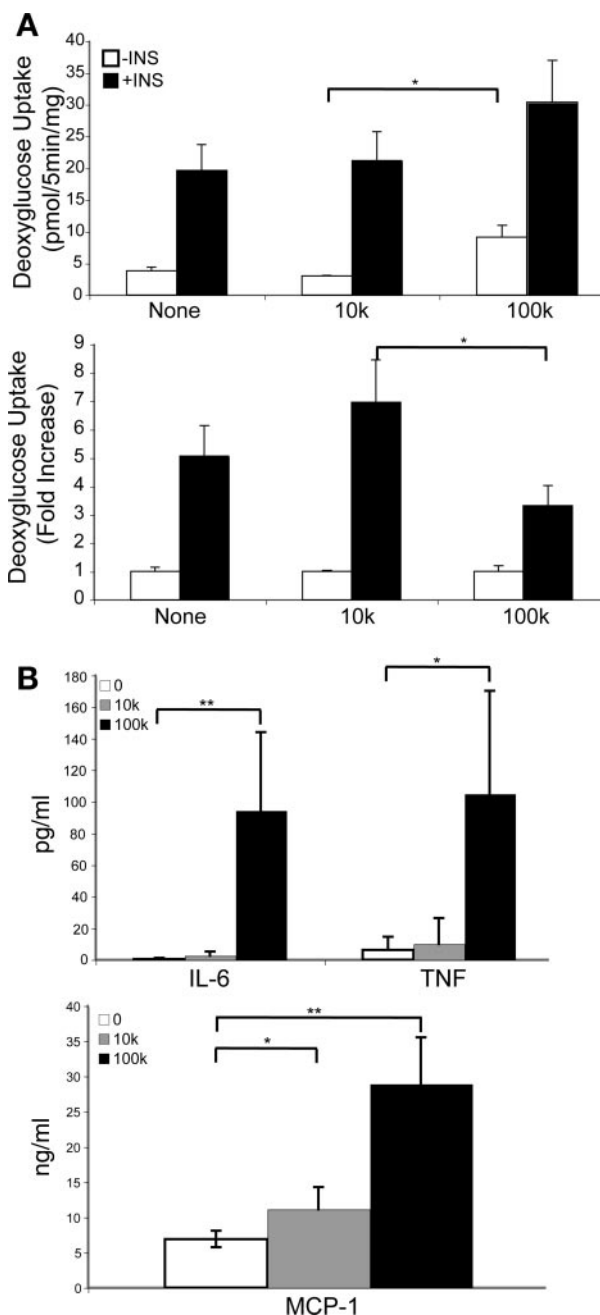 A
Deoxyglucose Uptake
(pmol/5min/mg)
40
35
30
25
20
15
10
5
0
-INS
+INS
*
None 10k 100k
Deoxyglucose Uptake
(Fold Increase)
9
8
7
6
5
4
3
2
1
0
*
None 10k 100k
B
pg/ml
180
160
140
120
100
80
60
40
20
0
0
10k
100k
**
*
IL-6 TNF
ng/ml
40
35
30
25
20
15
10
5
0
0
10k
100k
**
*
MCP-1